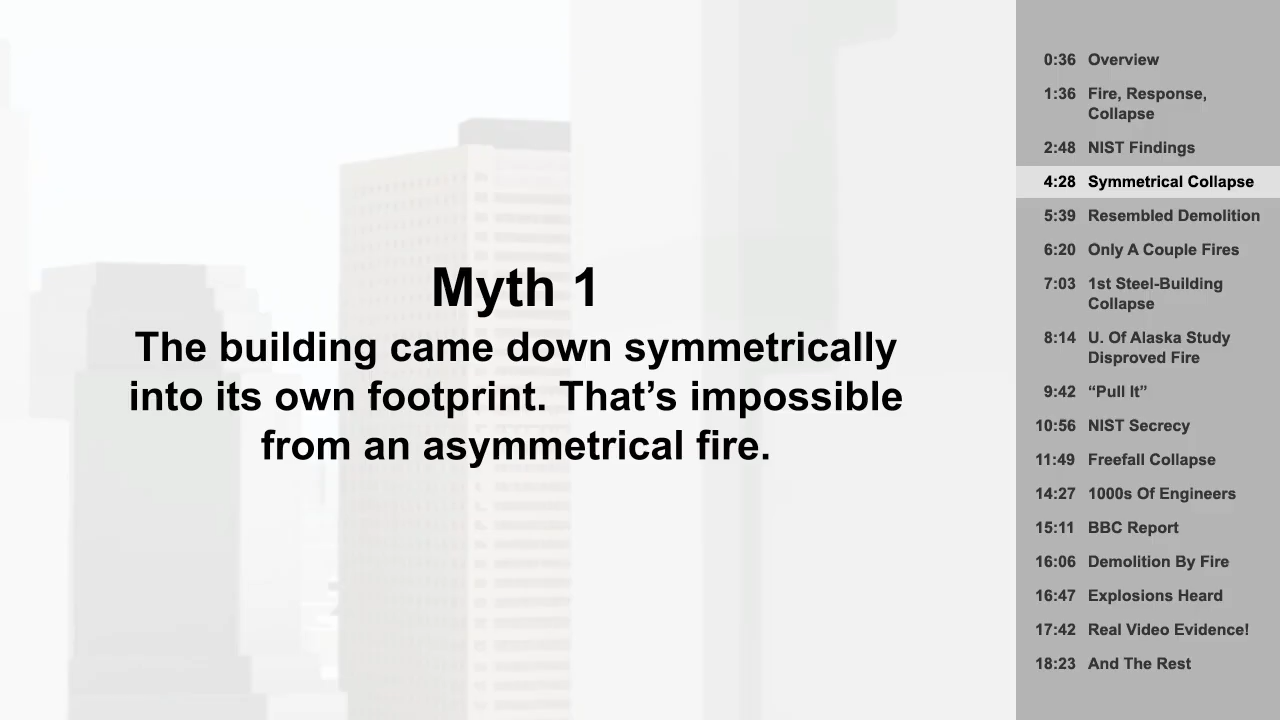 Myth 1
The building came down symmetrically
into its own footprint. That’s impossible
from an asymmetrical fire.
0:36 Overview
1:36 Fire, Response,
Collapse
2:48 NIST Findings
4:28 Symmetrical Collapse
5:39 Resembled Demolition
6:20 Only A Couple Fires
7:03 1st Steel-Building
Collapse
8:14 U. Of Alaska Study
Disproved Fire
9:42 “Pull It”
10:56 NIST Secrecy
11:49 Freefall Collapse
14:27 1000s Of Engineers
15:11 BBC Report
16:06 Demolition By Fire
16:47 Explosions Heard
17:42 Real Video Evidence!
18:23 And The Rest